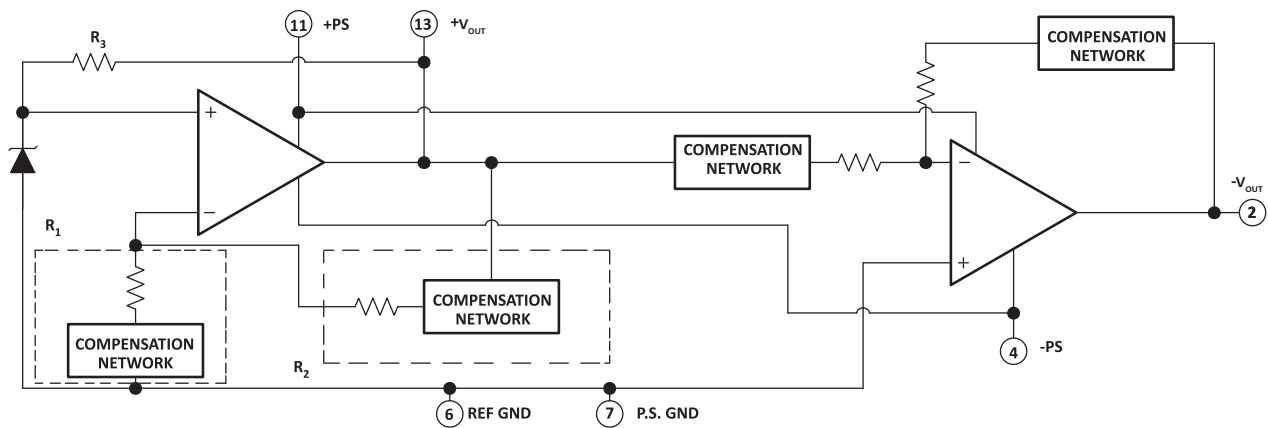 11 +PS
13 +VOUT
R3
COMPENSATION
NETWORK
+
COMPENSATION
NETWORK
−
−
-VOUT
2
R1
+
COMPENSATION
NETWORK
COMPENSATION
NETWORK
4 -PS
R2
6 REF GND
7 P.S. GND